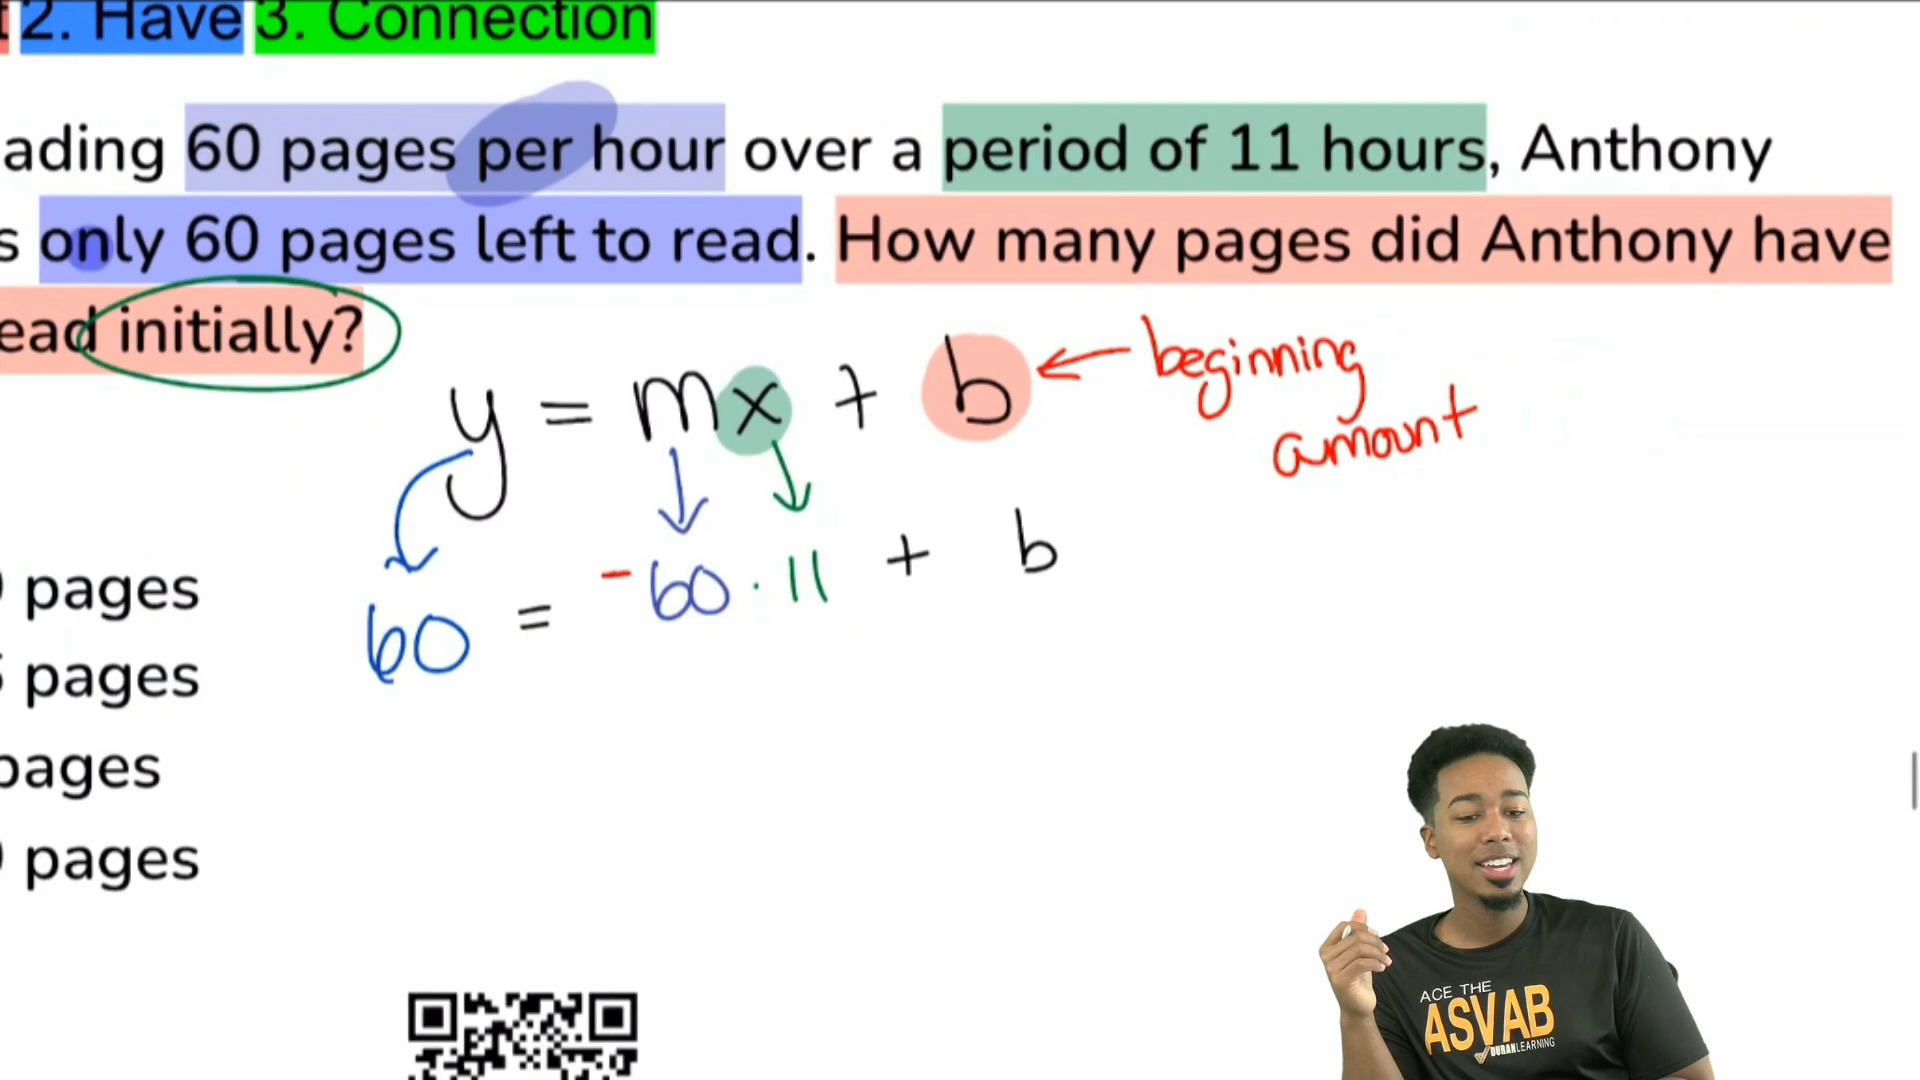 2. Have 3. Connection
ading 60 pages per hour over a period of 11 hours, Anthony
s only 60 pages left to read. How many pages did Anthony have
ead initially?
y = mx + b ← beginning
amount
60 = -60 · 11 + b
pages
pages
pages
pages
ACE THE
ASVAB
DURANLEARNING